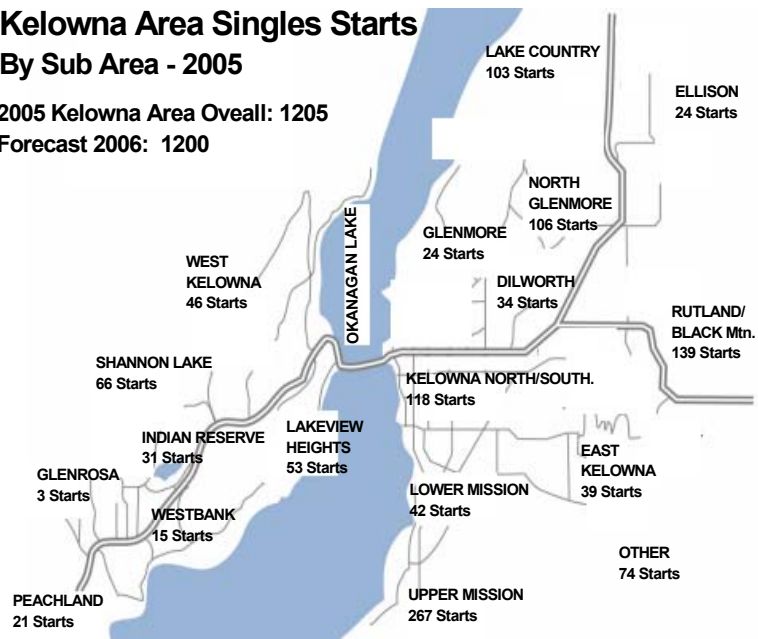 Kelowna Area Singles Starts
By Sub Area - 2005
2005 Kelowna Area Oveall: 1205
Forecast 2006: 1200
LAKE COUNTRY
103 Starts
ELLISON
24 Starts
NORTH
GLENMORE
106 Starts
GLENMORE
24 Starts
OKANAGAN LAKE
WEST
KELOWNA
46 Starts
DILWORTH
34 Starts
RUTLAND/
BLACK Mtn.
139 Starts
SHANNON LAKE
66 Starts
KELOWNA NORTH/SOUTH.
118 Starts
INDIAN RESERVE
31 Starts
LAKEVIEW
HEIGHTS
53 Starts
EAST
KELOWNA
39 Starts
GLENROSA
3 Starts
LOWER MISSION
42 Starts
WESTBANK
15 Starts
OTHER
74 Starts
PEACHLAND
21 Starts
UPPER MISSION
267 Starts